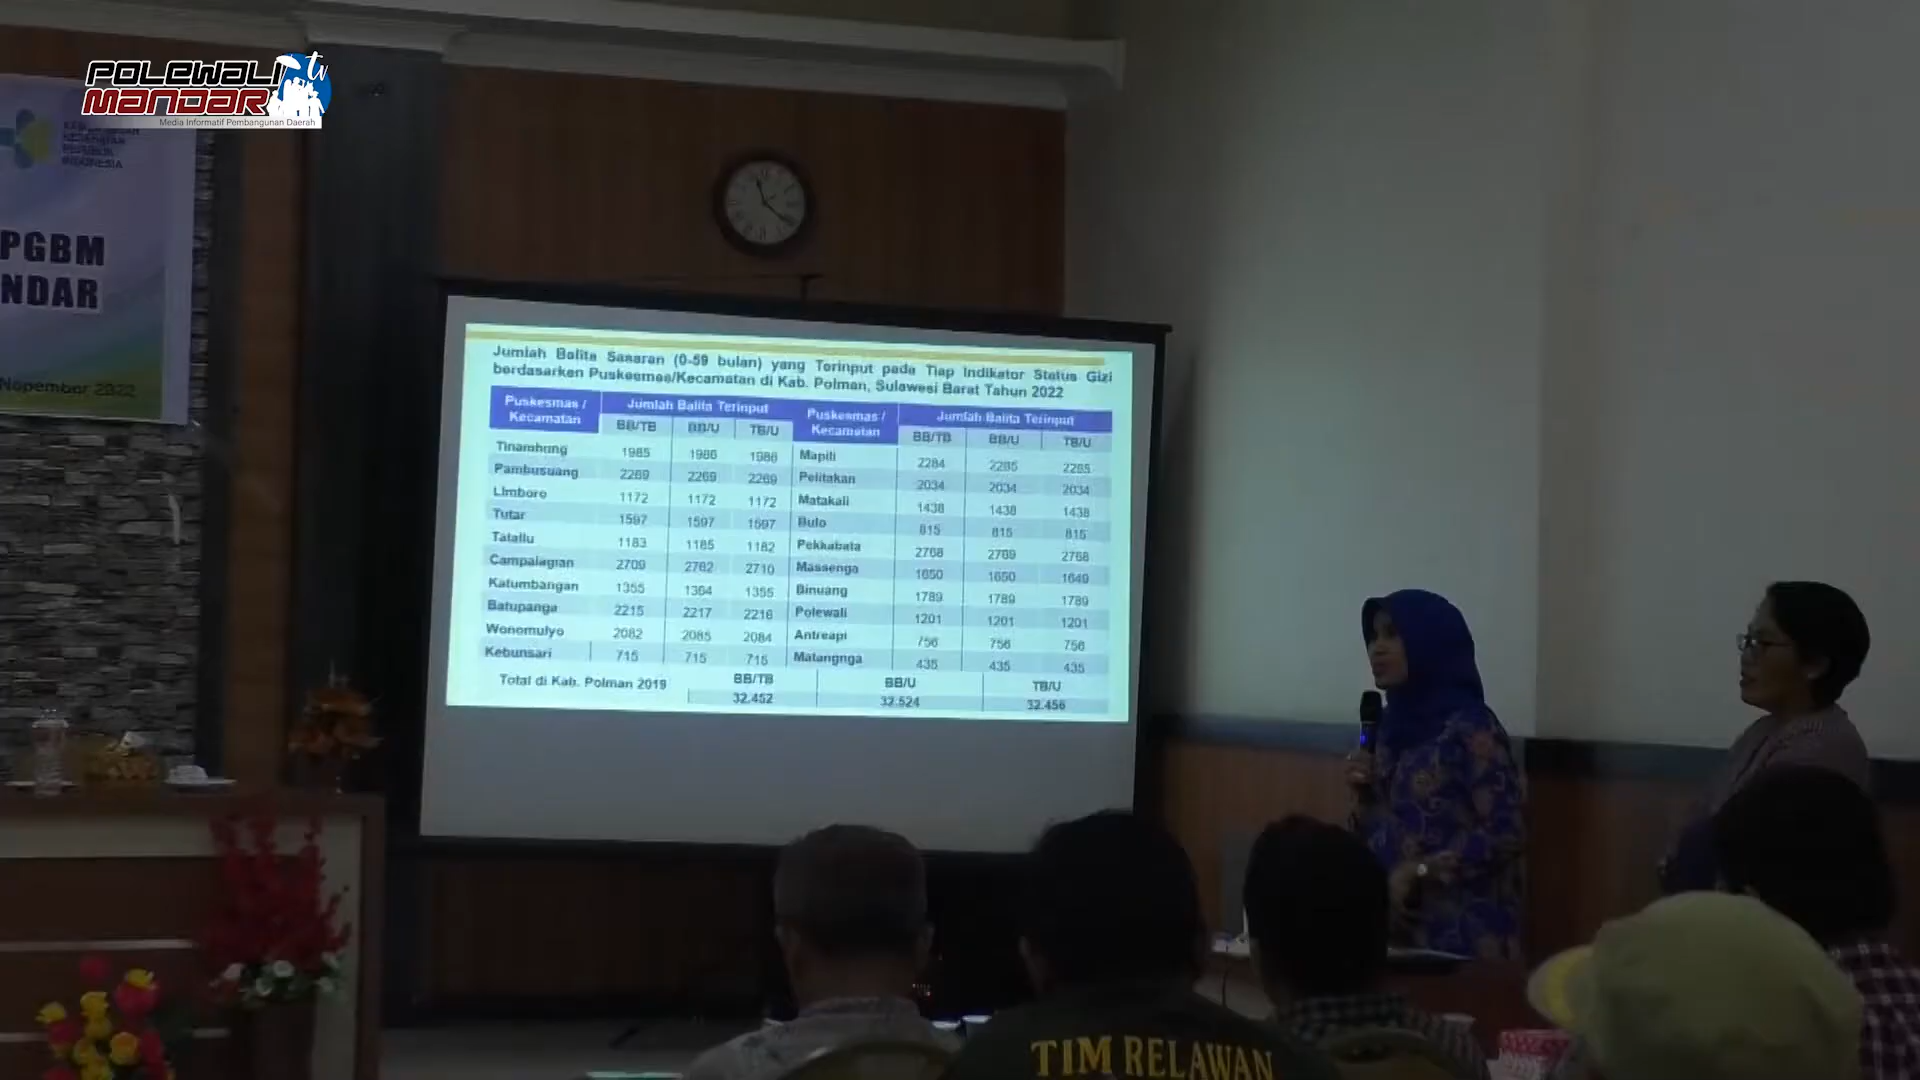 POLEWALI tv
MANDAR
Media Informatif Pembangunan Daerah
KEMENTERIAN
KESEHATAN
REPUBLIK
INDONESIA
PGBM
NDAR
Nopember 2022
Jumlah Balita Sasaran (0-59 bulan) yang Terinput pada Tiap Indikator Status Gizi
berdasarkan Puskesmas/Kecamatan di Kab. Polman, Sulawesi Barat Tahun 2022
Puskesmas / Kecamatan Jumlah Balita Terinput Puskesmas / Kecamatan Jumlah Balita Terinput
BB/TB BB/U TB/U BB/TB BB/U TB/U
Tinambung 1985 1986 1986 Mapili 2284 2285 2285
Pambusuang 2269 2269 2269 Pelitakan 2034 2034 2034
Limboro 1172 1172 1172 Matakali 1438 1438 1438
Tutar 1597 1597 1597 Bulo 815 815 815
Tatallu 1183 1185 1182 Pekkabata 2768 2769 2768
Campalagian 2709 2762 2710 Massenga 1650 1650 1649
Katumbangan 1355 1364 1355 Binuang 1789 1789 1789
Batupanga 2215 2217 2216 Polewali 1201 1201 1201
Wonomulyo 2082 2085 2084 Antreapi 756 756 756
Kebunsari 715 715 715 Matangnga 435 435 435
Total di Kab. Polman 2019 BB/TB BB/U TB/U
32.452 32.524 32.456
TIM RELAWAN